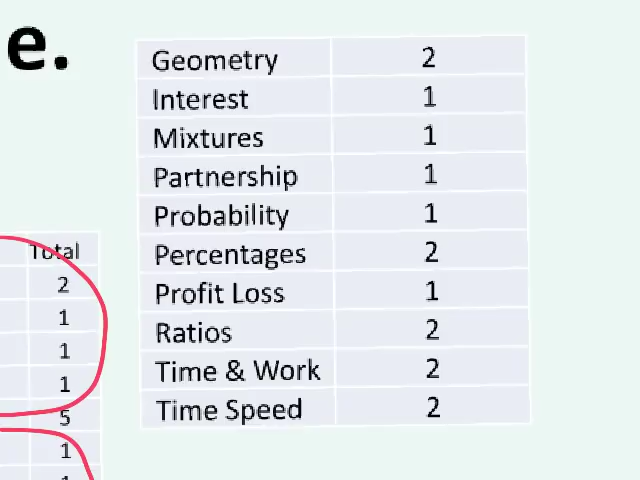 e.
Geometry 2
Interest 1
Mixtures 1
Partnership 1
Probability 1
Percentages 2
Profit Loss 1
Ratios 2
Time & Work 2
Time Speed 2
Total
2
1
1
1
5
1